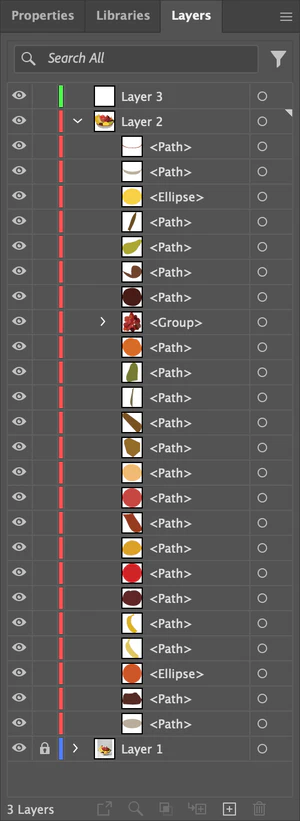 Properties Libraries Layers
Search All
Layer 3
Layer 2
<Path>
<Path>
<Ellipse>
<Path>
<Path>
<Path>
<Path>
<Group>
<Path>
<Path>
<Path>
<Path>
<Path>
<Path>
<Path>
<Path>
<Path>
<Path>
<Path>
<Path>
<Path>
<Ellipse>
<Path>
<Path>
Layer 1
3 Layers